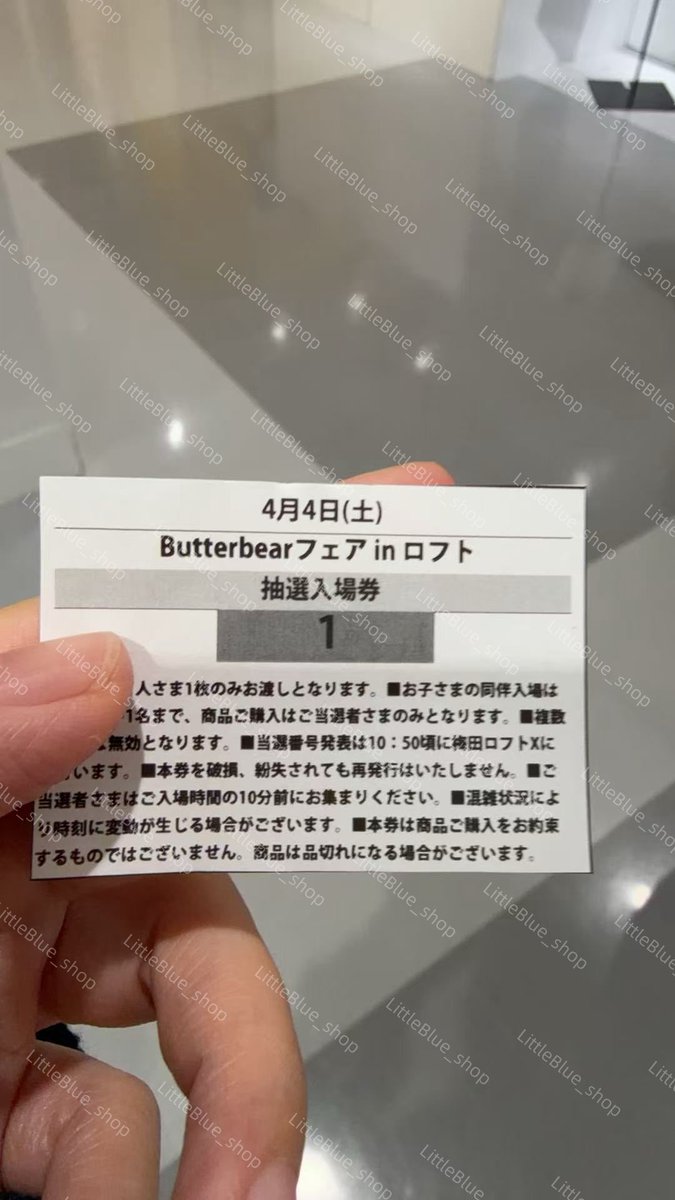 4月4日(土)
Butterbearフェア in ロフト
抽選入場券
1
人さま1枚のみお渡しとなります。■お子さまの同伴入場は
1名まで、商品ご購入はご当選者さまのみとなります。■複数
無効となります。■当選番号発表は10：50頃に梅田ロフトXに
います。■本券を破損、紛失されても再発行はいたしません。■ご
当選者さまはご入場時間の10分前にお集まりください。■混雑状況によ
り時刻に変動が生じる場合がございます。■本券は商品ご購入をお約束
するものではございません。商品は品切れになる場合がございます。
LittleBlue_shop